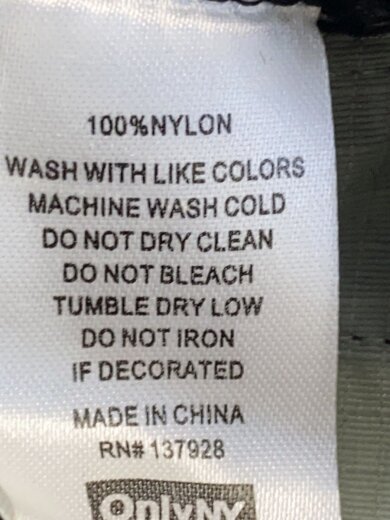 100%NYLON
WASH WITH LIKE COLORS
MACHINE WASH COLD
DO NOT DRY CLEAN
DO NOT BLEACH
TUMBLE DRY LOW
DO NOT IRON
IF DECORATED
MADE IN CHINA
RN# 137928
OnlyNY